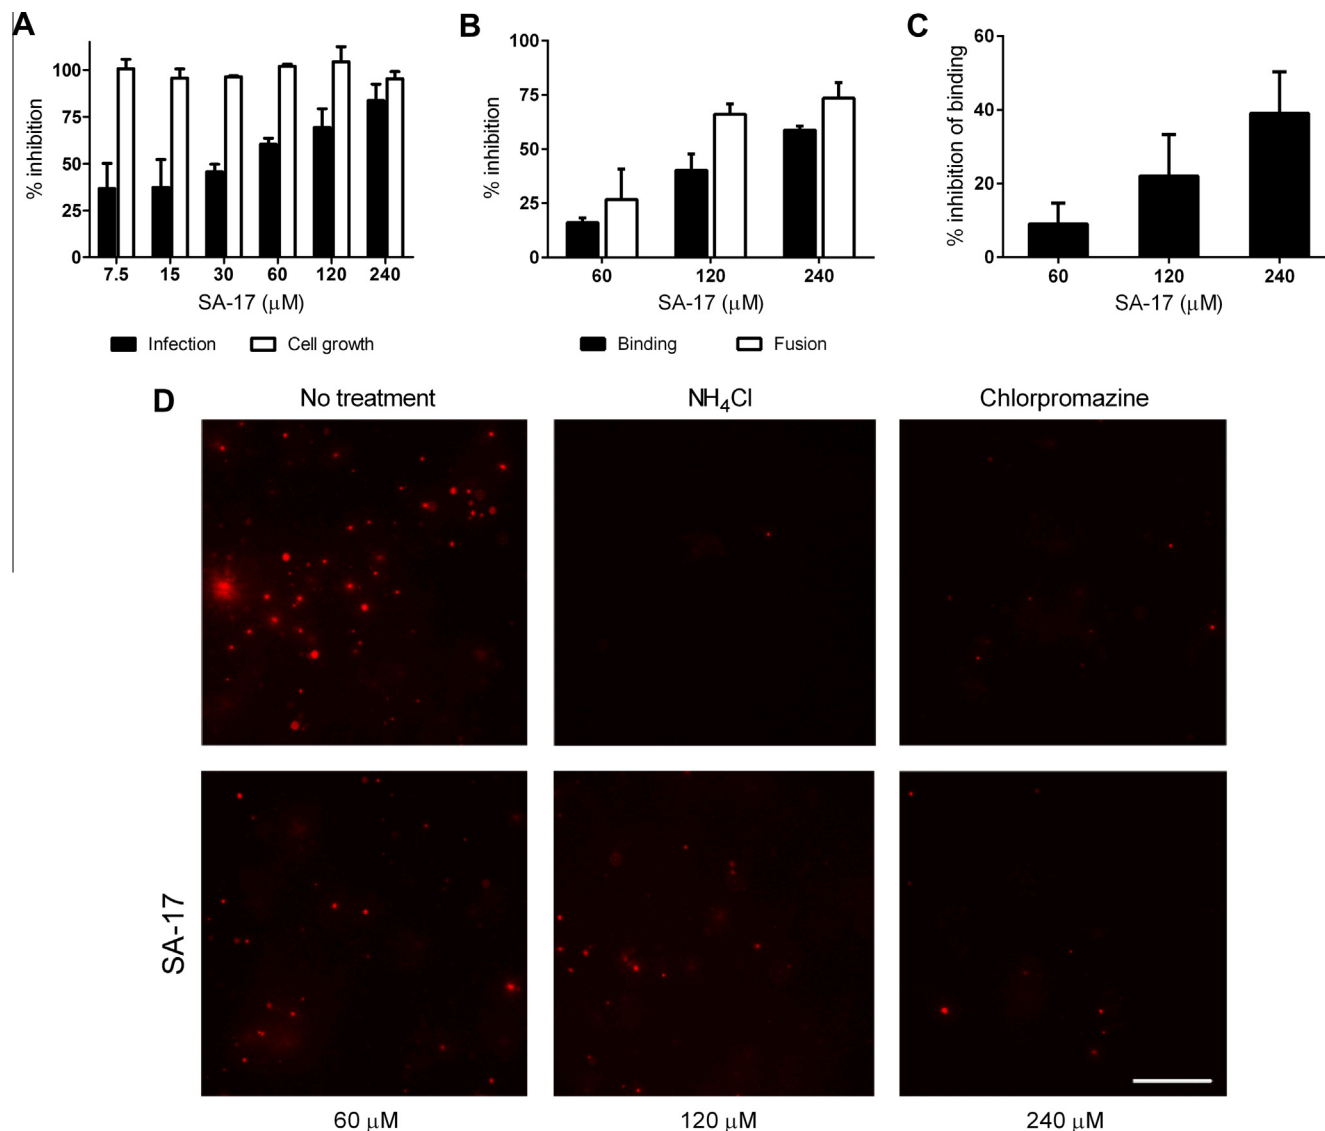 A
% inhibition
100
75
50
25
0
7.5 15 30 60 120 240
SA-17 (μM)
Infection Cell growth
B
% inhibition
100
75
50
25
0
60 120 240
SA-17 (μM)
Binding Fusion
C
% inhibition of binding
60
40
20
0
60 120 240
SA-17 (μM)
D
No treatment NH₄Cl Chlorpromazine
SA-17
60 μM 120 μM 240 μM